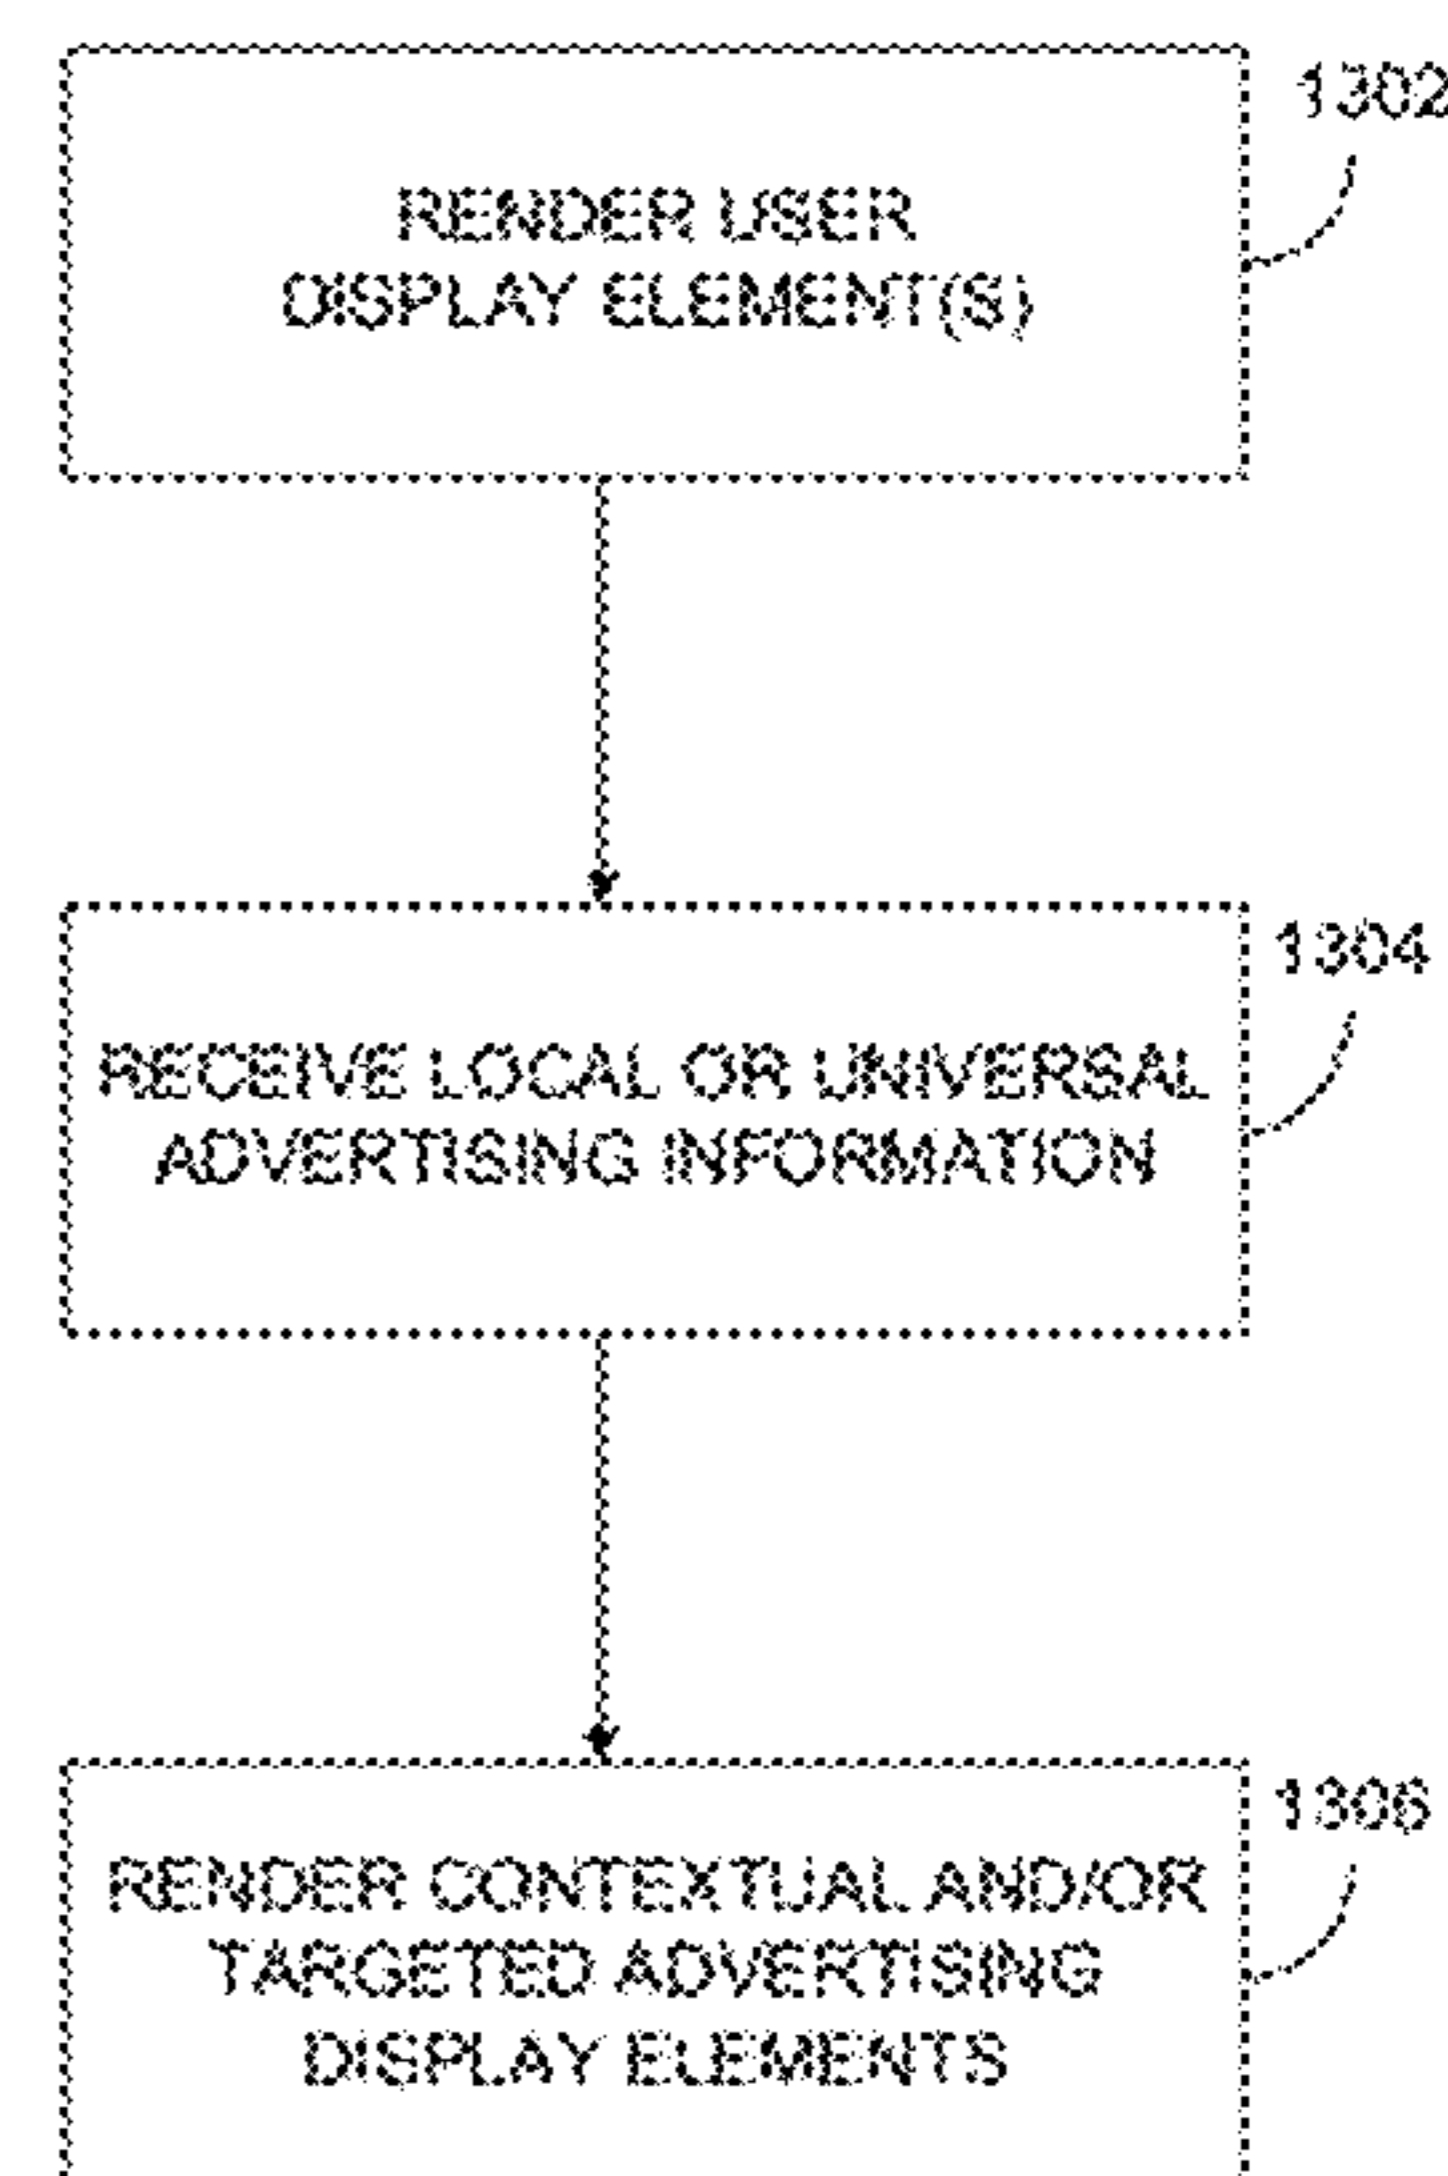 1302
RENDER USER
DISPLAY ELEMENT(S)
1304
RECEIVE LOCAL OR UNIVERSAL
ADVERTISING INFORMATION
1306
RENDER CONTEXTUAL AND/OR
TARGETED ADVERTISING
DISPLAY ELEMENTS